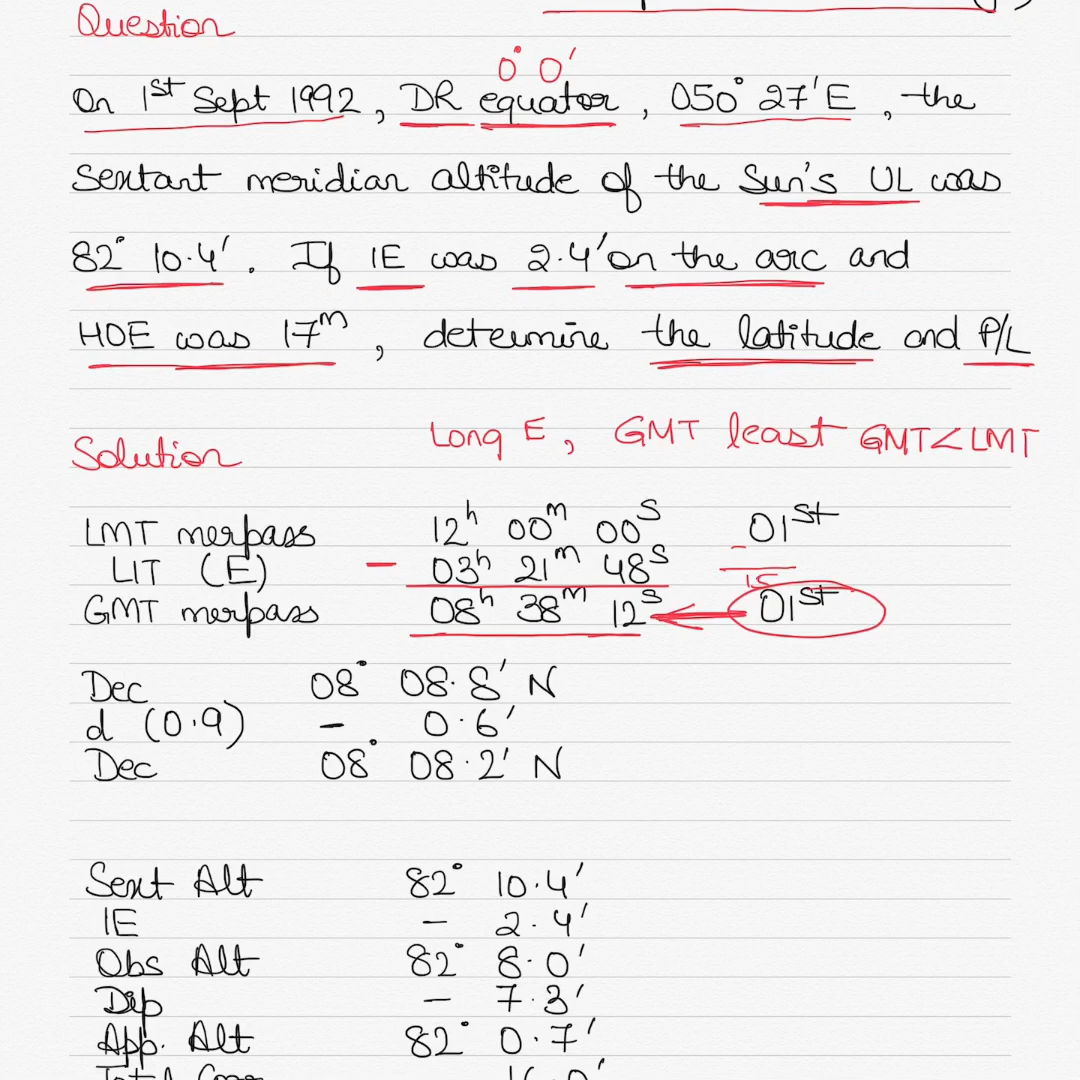 Question
0° 0′
On 1st Sept 1992, DR equator, 050° 27′E, the
Sextant meridian altitude of the Sun's UL was
82° 10.4′. If IE was 2.4′ on the arc and
HOE was 17m, determine the latitude and P/L
Solution Long E, GMT least GMT<LMT
LMT merpass 12h 00m 00s 01st
LIT (E) - 03h 21m 48s
15
GMT merpass 08h 38m 12s 01st
Dec 08° 08.8′ N
d (0.9) - 0.6′
Dec 08° 08.2′ N
Sext Alt 82° 10.4′
IE - 2.4′
Obs Alt 82° 8.0′
Dip - 7.3′
App. Alt 82° 0.7′